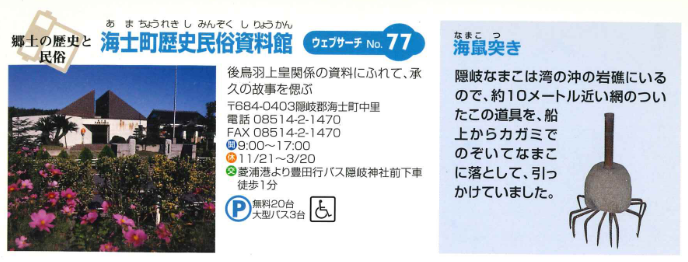 郷土の歴史と
民俗
あまちょうれきしみんぞくしりょうかん
海士町歴史民俗資料館
ウェブサーチ No.77
後鳥羽上皇関係の資料にふれて、承
久の故事を偲ぶ
〒684-0403隠岐郡海士町中里
電話 08514-2-1470
FAX 08514-2-1470
開9:00～17:00
休11/21～3/20
交菱浦港より豊田行バス隠岐神社前下車
徒歩1分
P 無料20台
大型バス3台
なまこつ
海鼠突き
隠岐なまこは湾の沖の岩礁にいる
ので、約10メートル近い網のつい
たこの道具を、船
上からカガミで
のぞいてなまこ
に落として、引っ
かけていました。